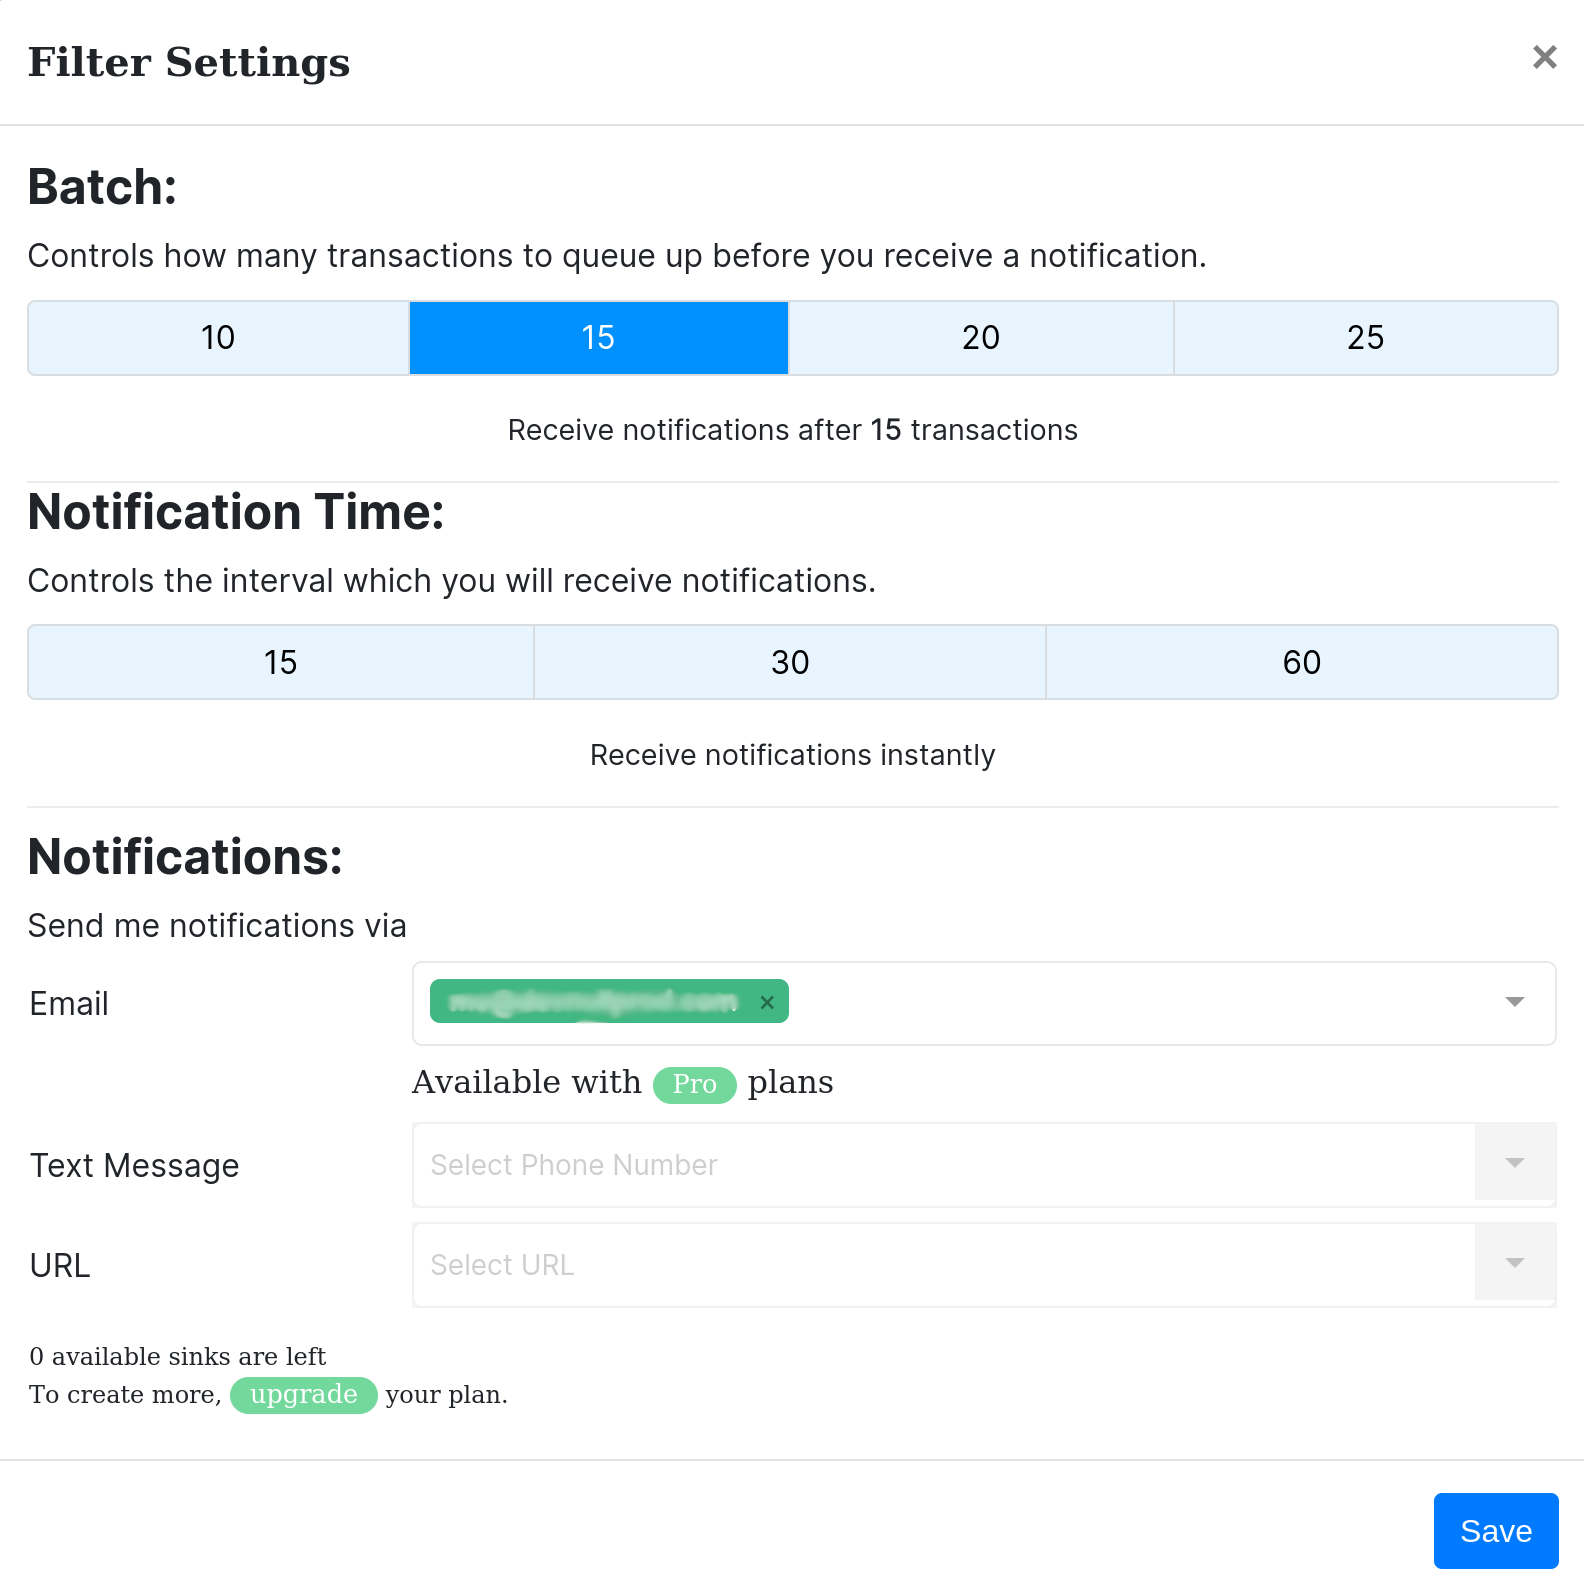 Filter Settings ×
Batch:
Controls how many transactions to queue up before you receive a notification.
10 15 20 25
Receive notifications after 15 transactions
Notification Time:
Controls the interval which you will receive notifications.
15 30 60
Receive notifications instantly
Notifications:
Send me notifications via
Email ×
Available with Pro plans
Text Message Select Phone Number
URL Select URL
0 available sinks are left
To create more, upgrade your plan.
Save